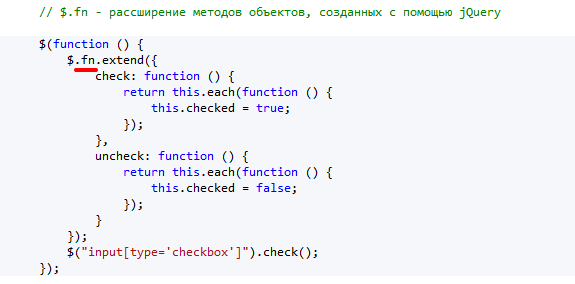 // $.fn - расширение методов объектов, созданных с помощью jQuery
$(function () {
$.fn.extend({
check: function () {
return this.each(function () {
this.checked = true;
});
},
uncheck: function () {
return this.each(function () {
this.checked = false;
});
}
});
$("input[type='checkbox']").check();
});